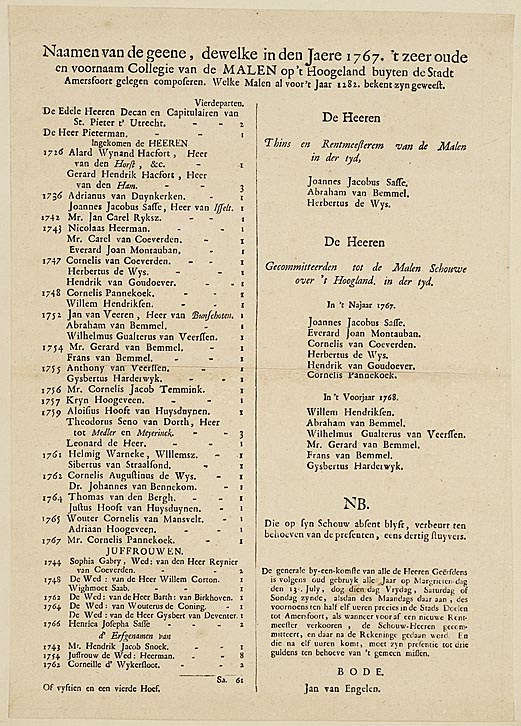 Naamen van de geene, dewelke in den Jaere 1767. 't zeer oude
en voornaam Collegie van de MALEN op 't Hoogeland buyten de Stadt
Amersfoort gelegen composeren. Welke Malen al voor 't Jaar 1282. bekent zyn geweest.
Vierdeparten.
De Edele Heeren Decan en Capitulairen van
St. Pieter t' Utrecht. - - 2
De Heer Pieterman. - - 1
Ingekomen de HEEREN
1726 Alard Wynand Hacfort, Heer
van den Horst, &c. - 1
Gerard Hendrik Hacfort, Heer
van den Ham. - - 3
1736 Adrianus van Duynkerken. - 1
Joannes Jacobus Sasse, Heer van Isselt. 1
1742 Mr. Jan Carel Ryksz. - - 1
1743 Nicolaas Heerman. - - 1
Mr. Carel van Coeverden. - 1
Everard Joan Montauban. - - 1
1747 Cornelis van Coeverden. - 1
Herbertus de Wys. - - 1
Hendrik van Goudoever. - - 1
1748 Cornelis Pannekoek. - - 1
Willem Hendriksen. - - 1
1752 Jan van Veeren, Heer van Bunschoten. 1
Abraham van Bemmel. - - 1
Wilhelmus Gualterus van Veerssen. - 1
1754 Mr. Gerard van Bemmel. - - 1
Frans van Bemmel. - - 1
1755 Anthony van Veerssen. - - 1
Gysbertus Harderwyk. - - 1
1756 Mr. Cornelis Jacob Temmink. - 1
1757 Kryn Hoogeveen. - - 1
1759 Aloisius Hooft van Huysduynen. - 1
Theodorus Seno van Dorth, Heer
tot Medler en Meyerinck. - - 3
Leonard de Heer. - - 1
1761 Helmig Warneke, Willemsz. - 1
Sibertus van Straalsond. - 1
1762 Cornelis Augustinus de Wys. - 1
Dr. Johannes van Bennekom. - 1
1764 Thomas van den Bergh. - - 1
Justus Hooft van Huysduynen. - 1
1765 Wouter Cornelis van Mansvelt. - 1
Adriaan Hoogeveen. - - 1
1767 Mr. Cornelis Pannekoek. - - 1
JUFFROUWEN.
1744 Sophia Gabry, Wed: van den Heer Reynier
van Coeverden. - - 2
1748 De Wed: van de Heer Willem Corton. 1
Wighmoet Saab. - - 1
1762 De Wed: van de Heer Barth: van Birkhoven. 1
1764 De Wed: van Wouterus de Coning. - 1
De Wed: van de Heer Gysbert van Deventer. 1
1766 Henrica Josepha Sasse - - 2
d' Erfgenamen van
1743 Mr. Hendrik Jacob Snoek. - - 1
1754 Juffrouw de Wed: Heerman. - - 8
1762 Corneille d' Wykersloot. - - 2
Sa. 61
Of vyftien en een vierde Hoef.
De Heeren
Thins en Rentmeesteren van de Malen
in der tyd,
Joannes Jacobus Sasse.
Abraham van Bemmel.
Herbertus de Wys.
De Heeren
Gecommitteerden tot de Malen Schouwe
over 't Hoogland, in der tyd.
In 't Najaar 1767.
Joannes Jacobus Sasse.
Everard Joan Montauban.
Cornelis van Coeverden.
Herbertus de Wys.
Hendrik van Goudoever.
Cornelis Pannekoek.
In 't Voorjaar 1768.
Willem Hendriksen.
Abraham van Bemmel.
Wilhelmus Gualterus van Veerssen.
Mr. Gerard van Bemmel.
Frans van Bemmel.
Gysbertus Harderwyk.
NB.
Die op syn Schouw absent blyft, verbeurt ten
behoeven van de presenten, eens dertig stuyvers.
De generale by-een-komste van alle de Heeren Geërfdens
is volgens oud gebruyk alle Jaar op Margrieten-dag
den 13. July, dog dien dag Vrydag, Saturdag of
Sondag zynde, alsdan des Maandags daar aan, des
voornoens ten half elf uuren precies in de Stads Doelen
tot Amersfoort, als wanneer voor af een nieuwe Rent-
meester verkooren, de Schouw-Heeren gecom-
mitteert, en daar na de Rekeninge gedaan werd. En
die na elf uuren komt, moet zyn presentie tot drie
guldens ten behoeve van 't gemeen missen.
BODE.
Jan van Engelen.